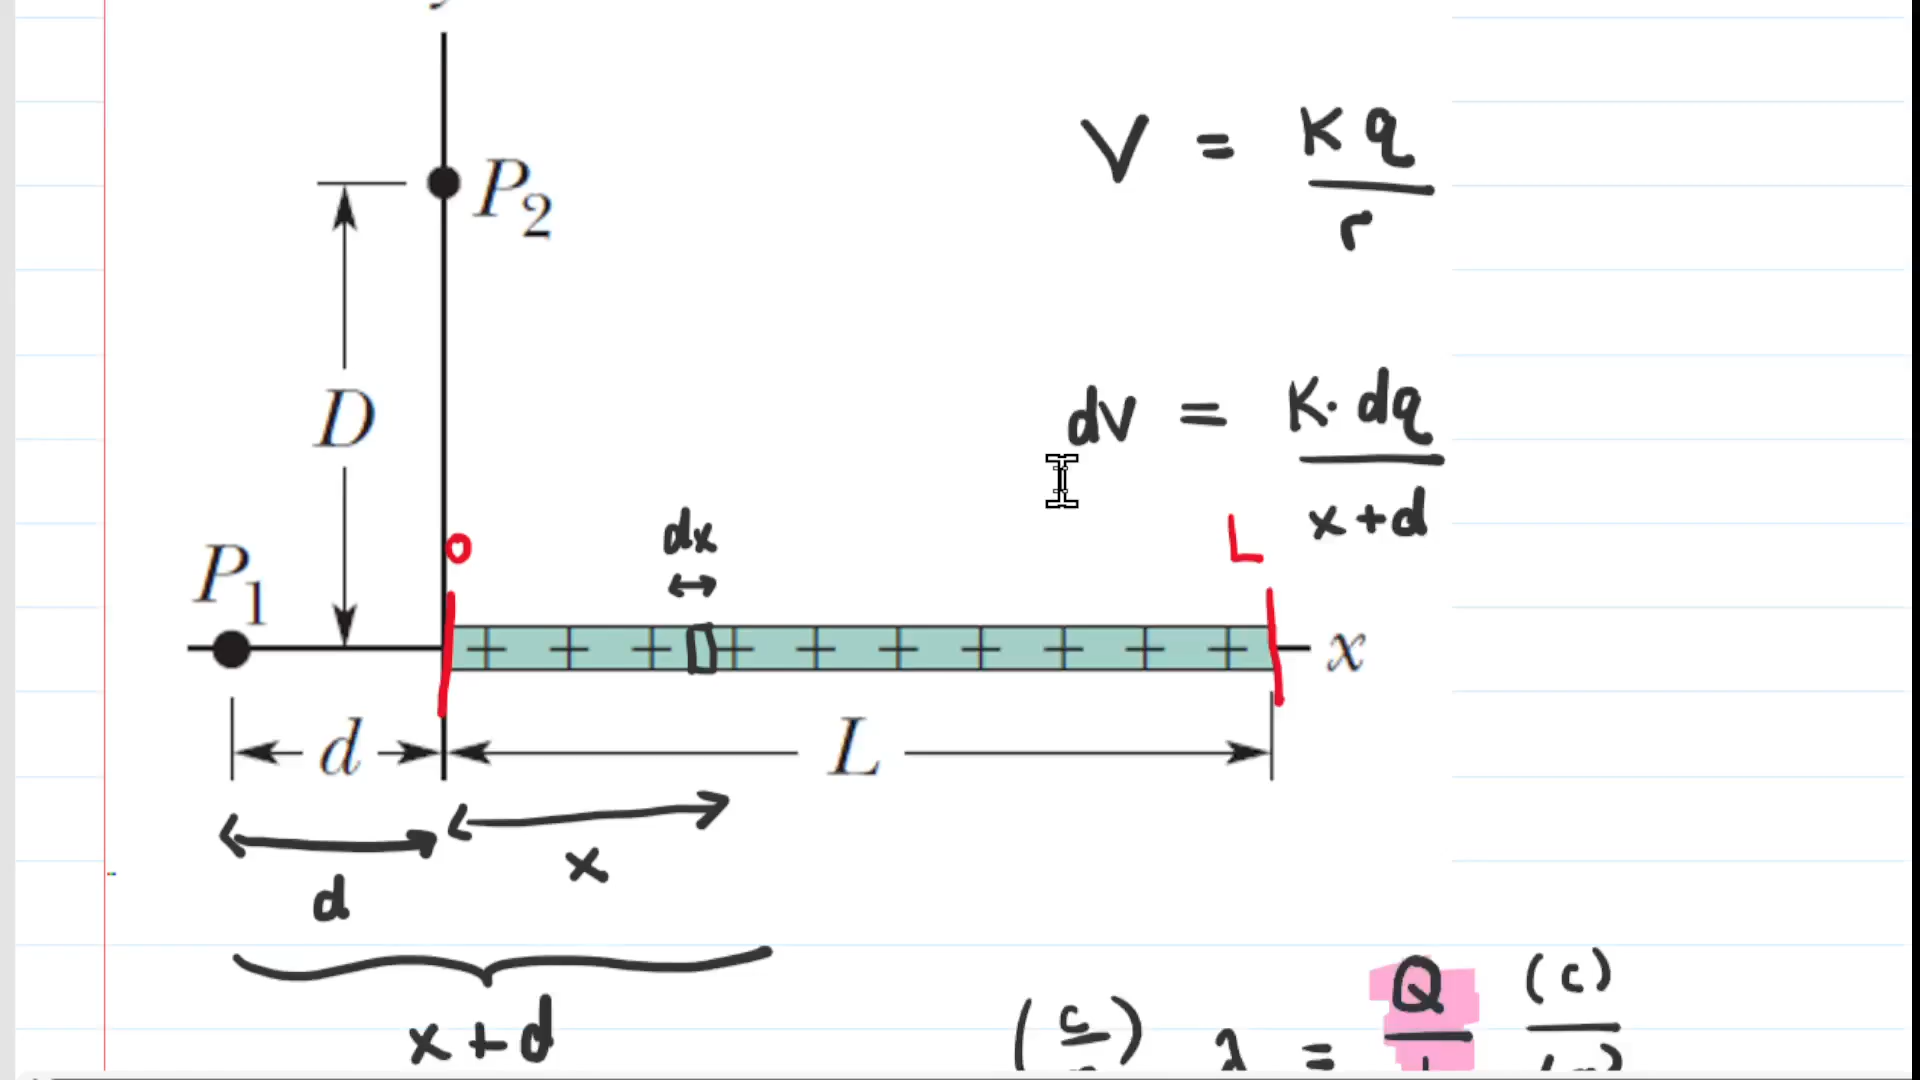 P2
V = Kq / r
D
dV = K·dq / x+d
dx
0
L
P1
x
d
L
d
x
x+d
(c/
) λ = Q/ (c)/